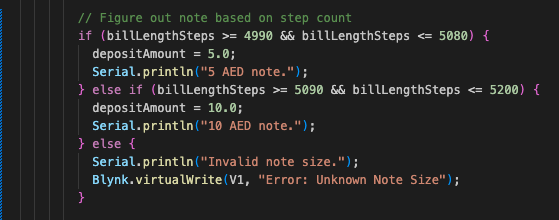 // Figure out note based on step count
if (billLengthSteps >= 4990 && billLengthSteps <= 5080) {
depositAmount = 5.0;
Serial.println("5 AED note.");
} else if (billLengthSteps >= 5090 && billLengthSteps <= 5200) {
depositAmount = 10.0;
Serial.println("10 AED note.");
} else {
Serial.println("Invalid note size.");
Blynk.virtualWrite(V1, "Error: Unknown Note Size");
}